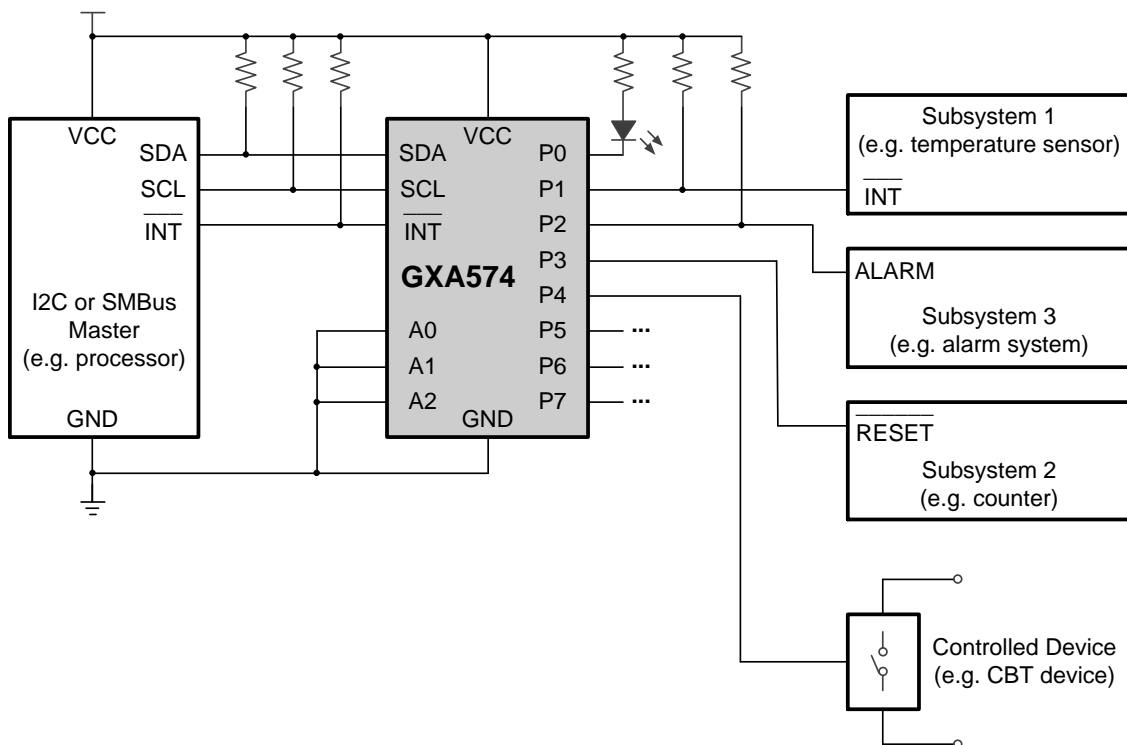 VCC
SDA
SCL
INT
I2C or SMBus
Master
(e.g. processor)
GND
VCC
SDA
SCL
INT
GXA574
A0
A1
A2
GND
P0
P1
P2
P3
P4
P5 ...
P6 ...
P7 ...
Subsystem 1
(e.g. temperature sensor)
INT
ALARM
Subsystem 3
(e.g. alarm system)
RESET
Subsystem 2
(e.g. counter)
Controlled Device
(e.g. CBT device)